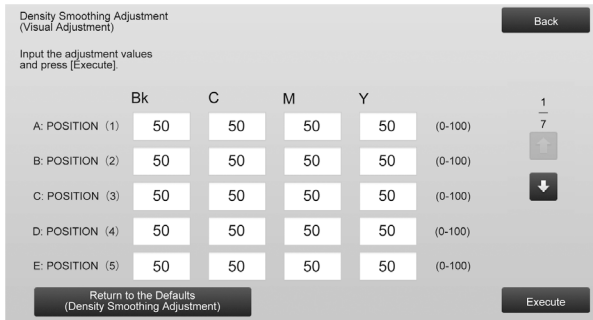 Density Smoothing Adjustment
(Visual Adjustment)
Back
Input the adjustment values
and press [Execute].
Bk C M Y
1
7
A: POSITION (1) 50 50 50 50 (0-100)
B: POSITION (2) 50 50 50 50 (0-100)
C: POSITION (3) 50 50 50 50 (0-100)
D: POSITION (4) 50 50 50 50 (0-100)
E: POSITION (5) 50 50 50 50 (0-100)
Return to the Defaults
(Density Smoothing Adjustment)
Execute